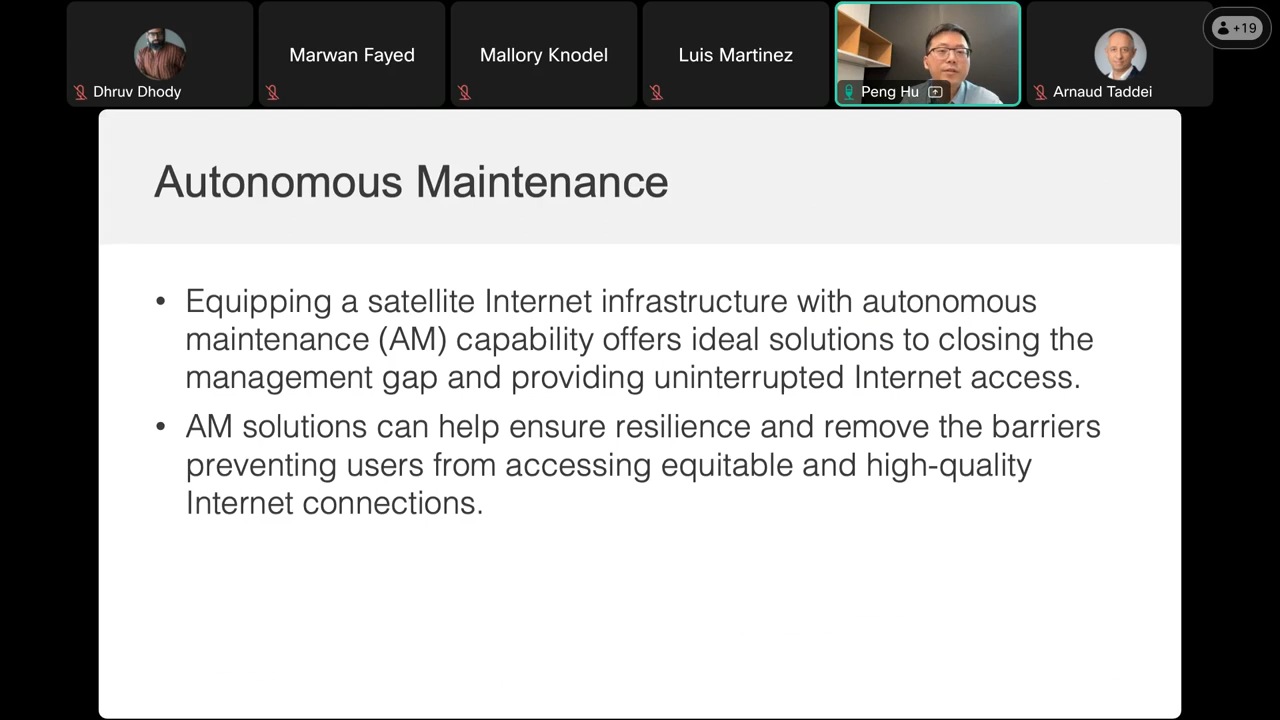 Dhruv Dhody
Marwan Fayed
Mallory Knodel
Luis Martinez
Peng Hu
Arnaud Taddei
+19
Autonomous Maintenance
• Equipping a satellite Internet infrastructure with autonomous
maintenance (AM) capability offers ideal solutions to closing the
management gap and providing uninterrupted Internet access.
• AM solutions can help ensure resilience and remove the barriers
preventing users from accessing equitable and high-quality
Internet connections.